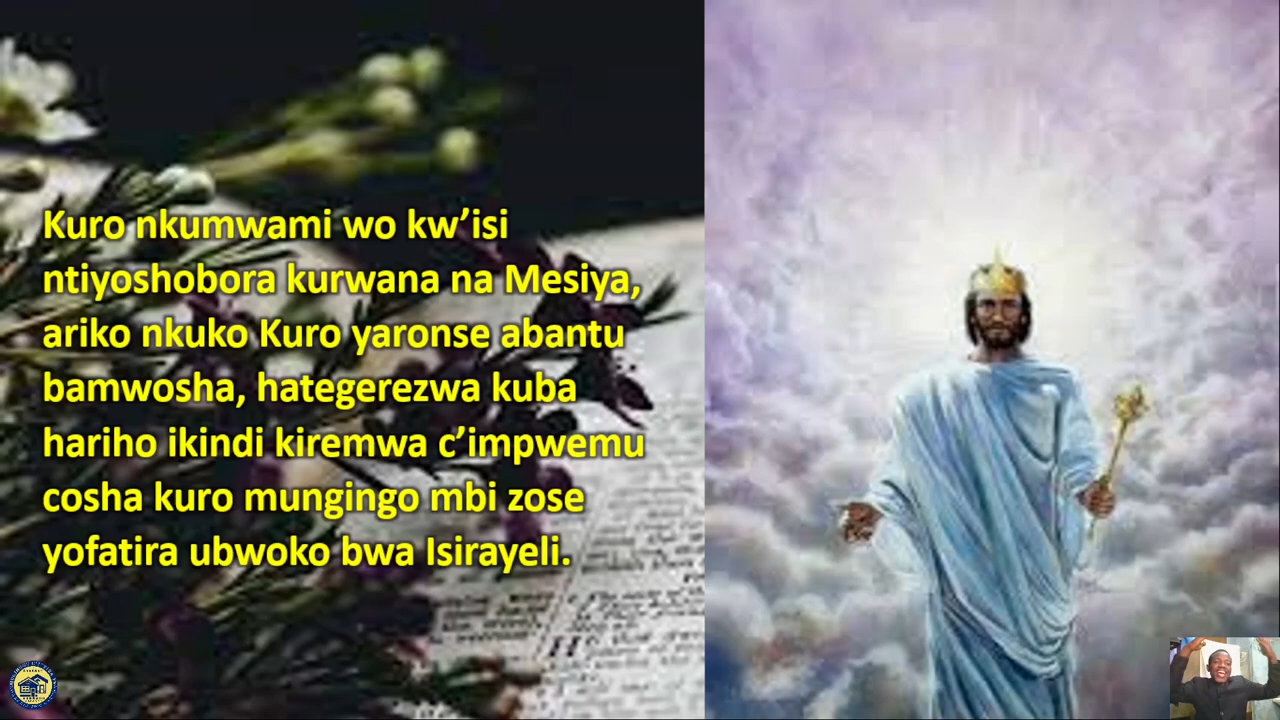 Kuro nkumwami wo kw’isi
ntiyoshobora kurwana na Mesiya,
ariko nkuko Kuro yaronse abantu
bamwosha, hategerezwa kuba
hariho ikindi kiremwa c’impwemu
cosha kuro mungingo mbi zose
yofatira ubwoko bwa Isirayeli.